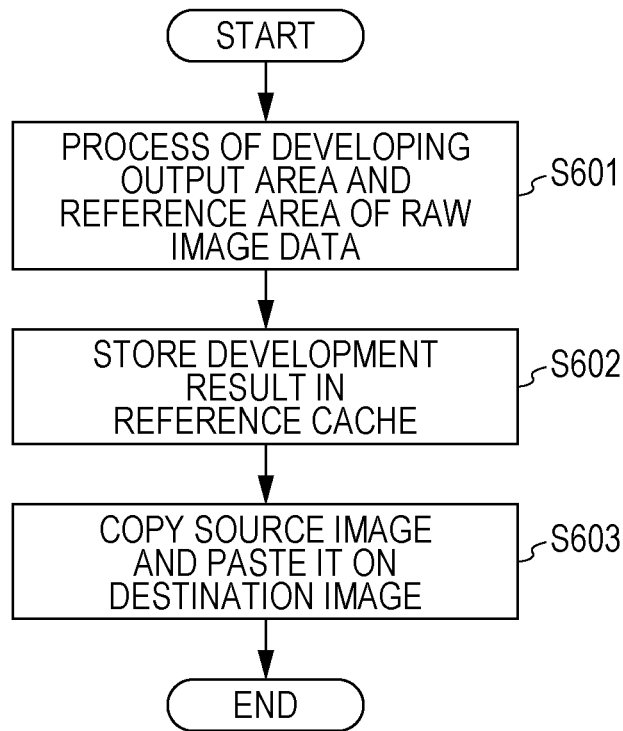 START
PROCESS OF DEVELOPING
OUTPUT AREA AND
REFERENCE AREA OF RAW
IMAGE DATA
S601
STORE DEVELOPMENT
RESULT IN
REFERENCE CACHE
S602
COPY SOURCE IMAGE
AND PASTE IT ON
DESTINATION IMAGE
S603
END